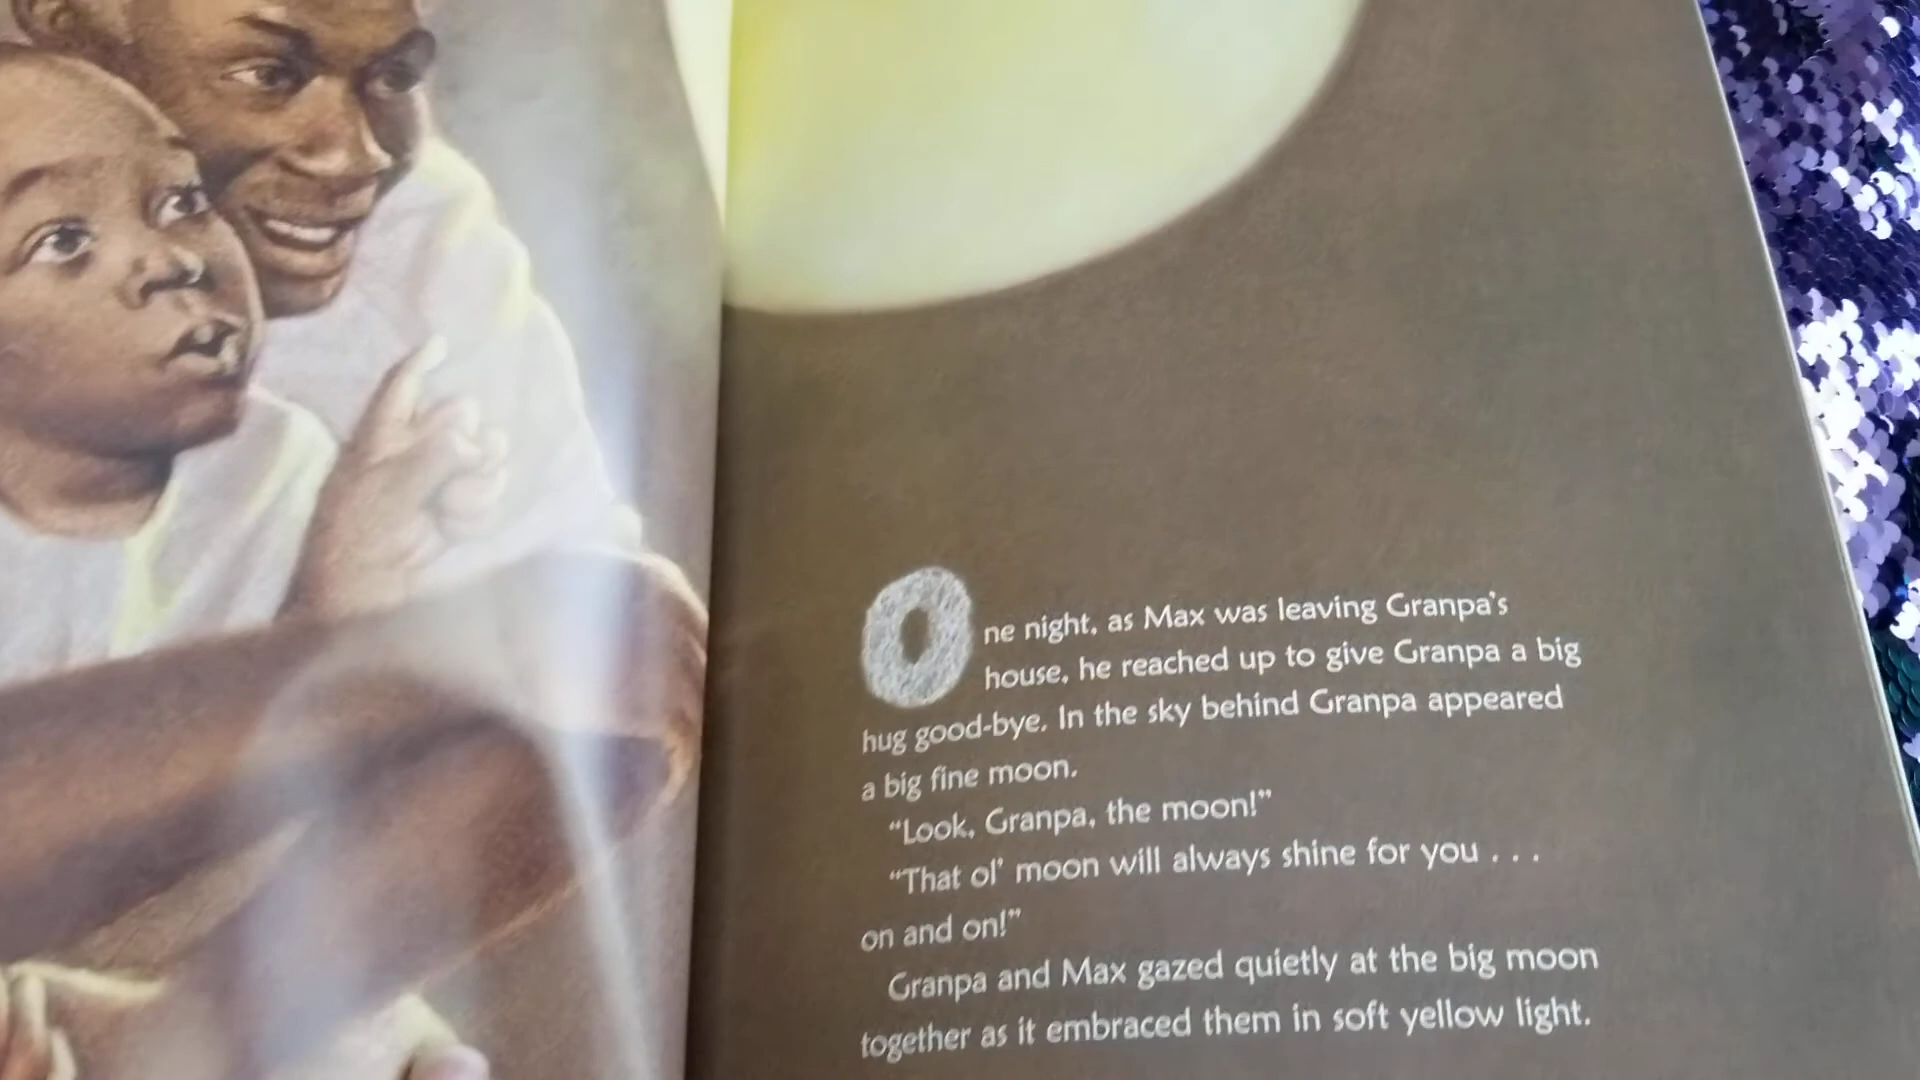 One night, as Max was leaving Granpa's
house, he reached up to give Granpa a big
hug good-bye. In the sky behind Granpa appeared
a big fine moon.
“Look, Granpa, the moon!”
“That ol' moon will always shine for you . . .
on and on!”
Granpa and Max gazed quietly at the big moon
together as it embraced them in soft yellow light.